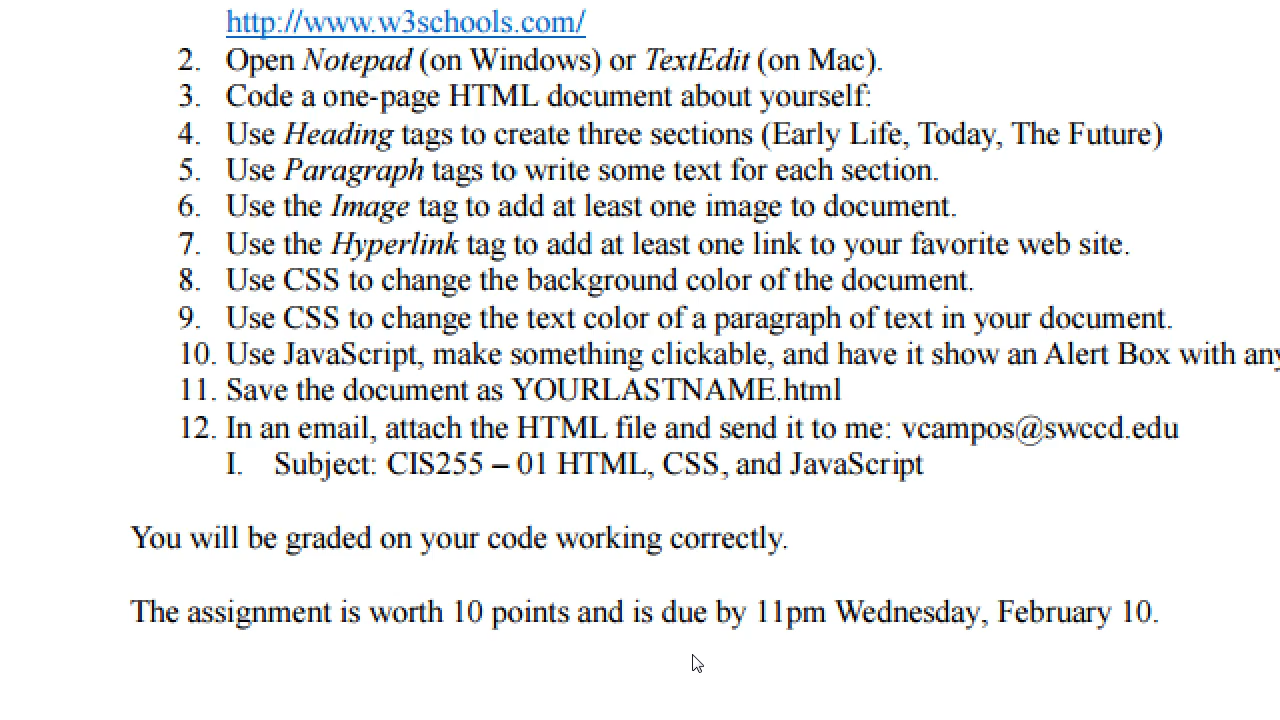 http://www.w3schools.com/
2. Open Notepad (on Windows) or TextEdit (on Mac).
3. Code a one-page HTML document about yourself:
4. Use Heading tags to create three sections (Early Life, Today, The Future)
5. Use Paragraph tags to write some text for each section.
6. Use the Image tag to add at least one image to document.
7. Use the Hyperlink tag to add at least one link to your favorite web site.
8. Use CSS to change the background color of the document.
9. Use CSS to change the text color of a paragraph of text in your document.
10. Use JavaScript, make something clickable, and have it show an Alert Box with any
11. Save the document as YOURLASTNAME.html
12. In an email, attach the HTML file and send it to me: vcampos@swccd.edu
I. Subject: CIS255 – 01 HTML, CSS, and JavaScript
You will be graded on your code working correctly.
The assignment is worth 10 points and is due by 11pm Wednesday, February 10.